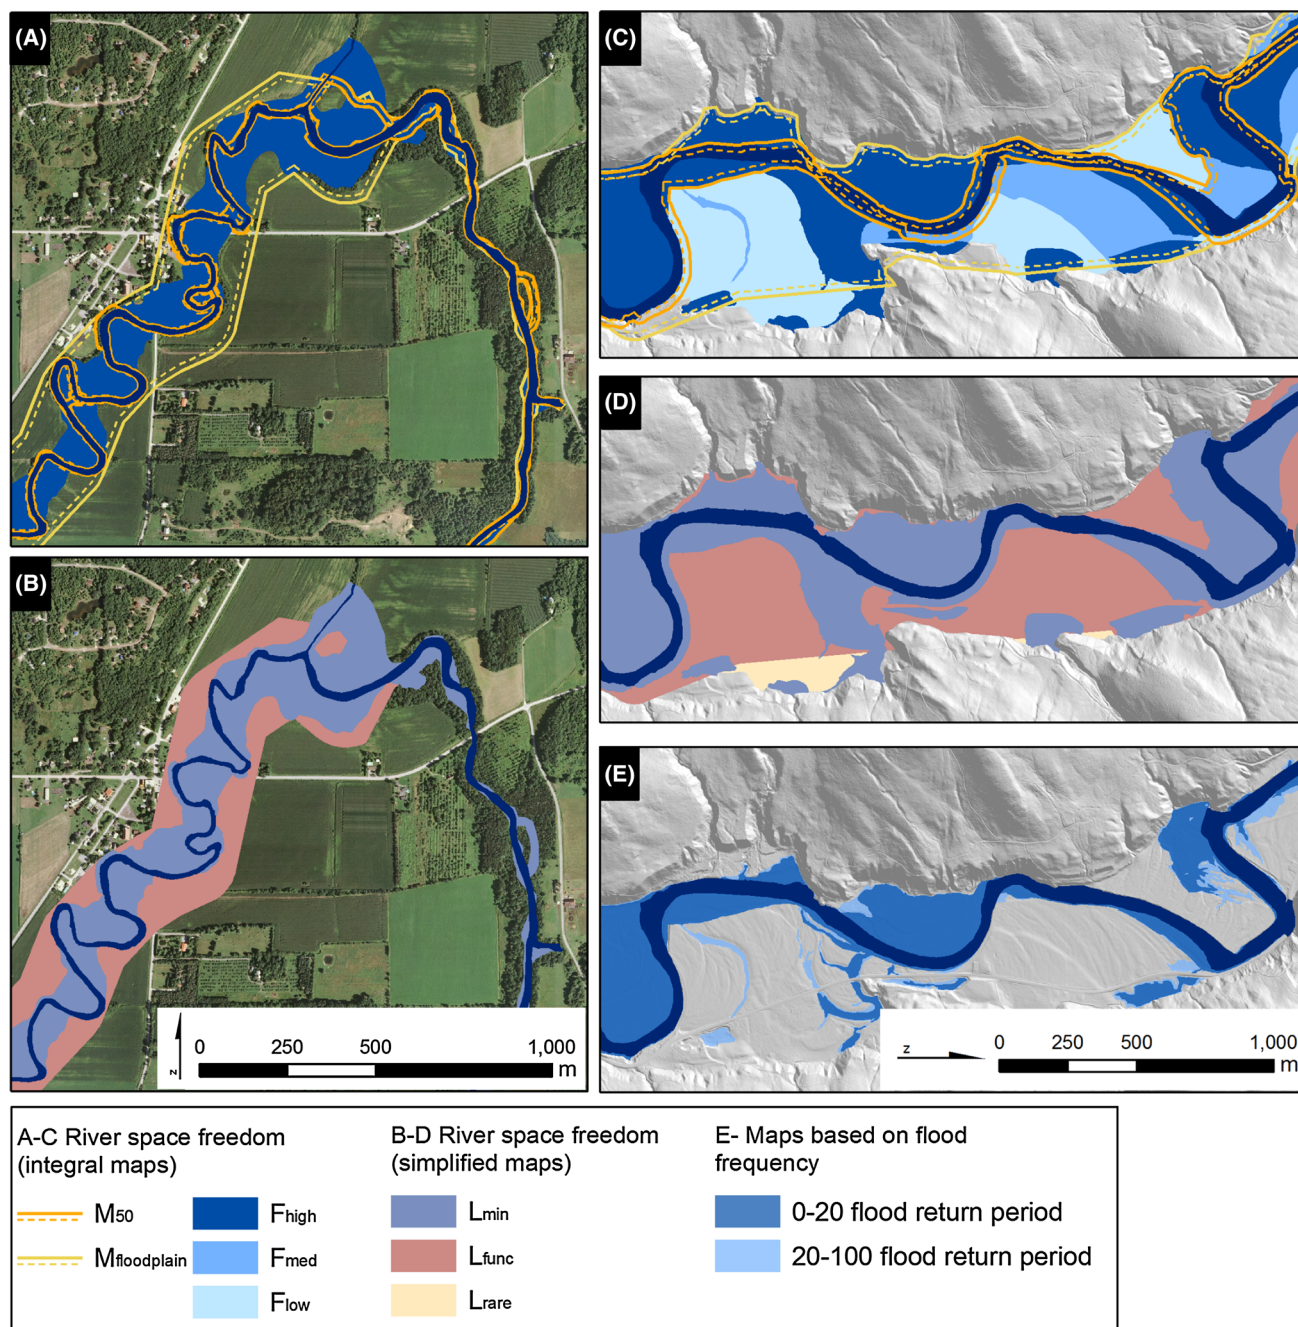 (A)
(C)
(D)
(B)
(E)
N
0 250 500 1,000
m
z
0 250 500 1,000
m
A-C River space freedom
(integral maps)
M50
Mfloodplain
Fhigh
Fmed
Flow
B-D River space freedom
(simplified maps)
Lmin
Lfunc
Lrare
E- Maps based on flood
frequency
0-20 flood return period
20-100 flood return period